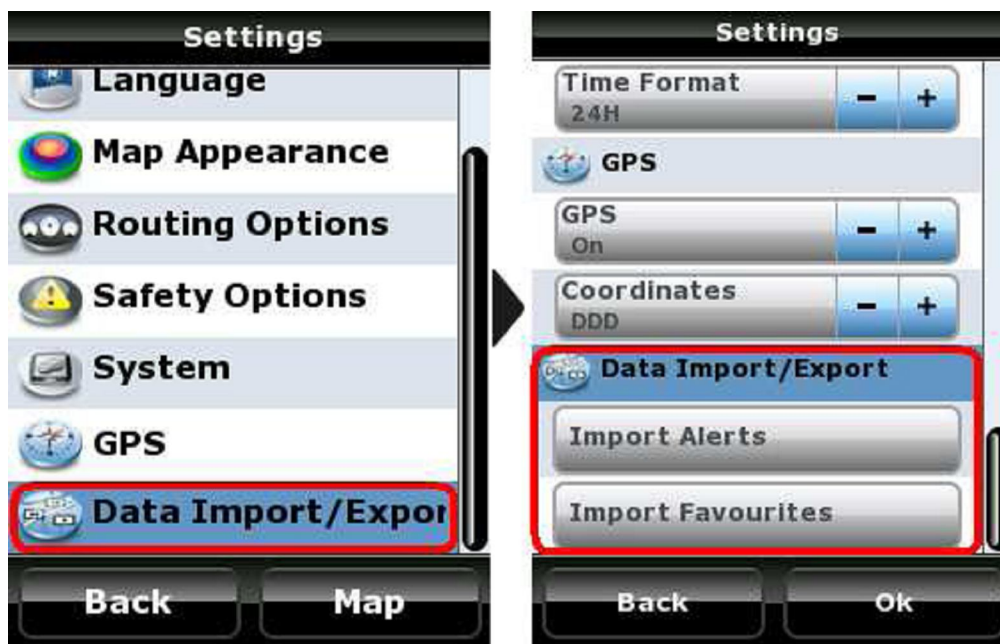 Settings
Language
Map Appearance
Routing Options
Safety Options
System
GPS
Data Import/Expor
Back Map
Settings
Time Format
24H
- +
GPS
GPS
On
- +
Coordinates
DDD
- +
Data Import/Export
Import Alerts
Import Favourites
Back Ok